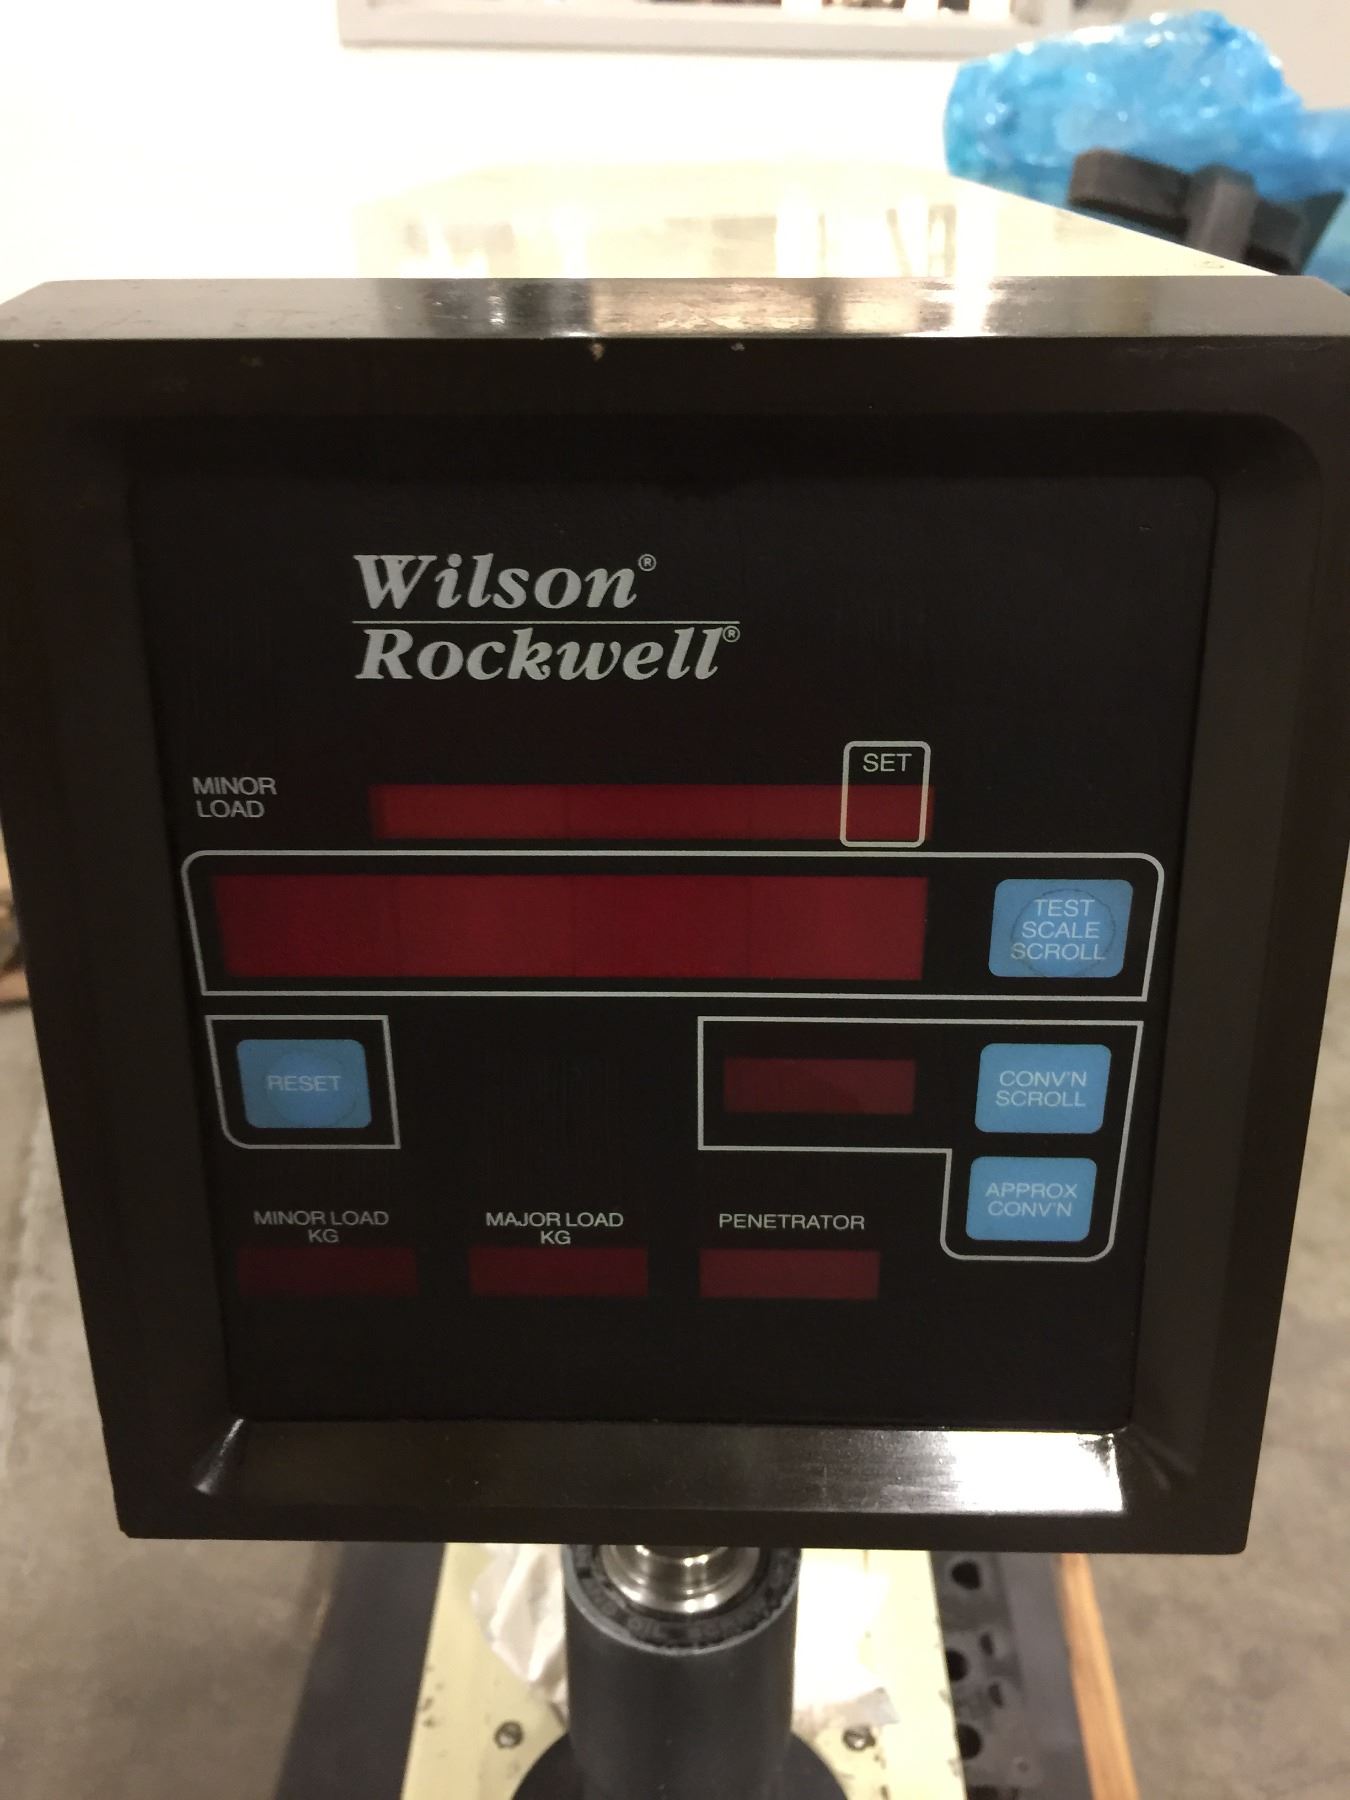 Wilson®
Rockwell®
SET
MINOR
LOAD
TEST
SCALE
SCROLL
RESET
CONV'N
SCROLL
APPROX
CONV'N
MINOR LOAD
KG
MAJOR LOAD
KG
PENETRATOR